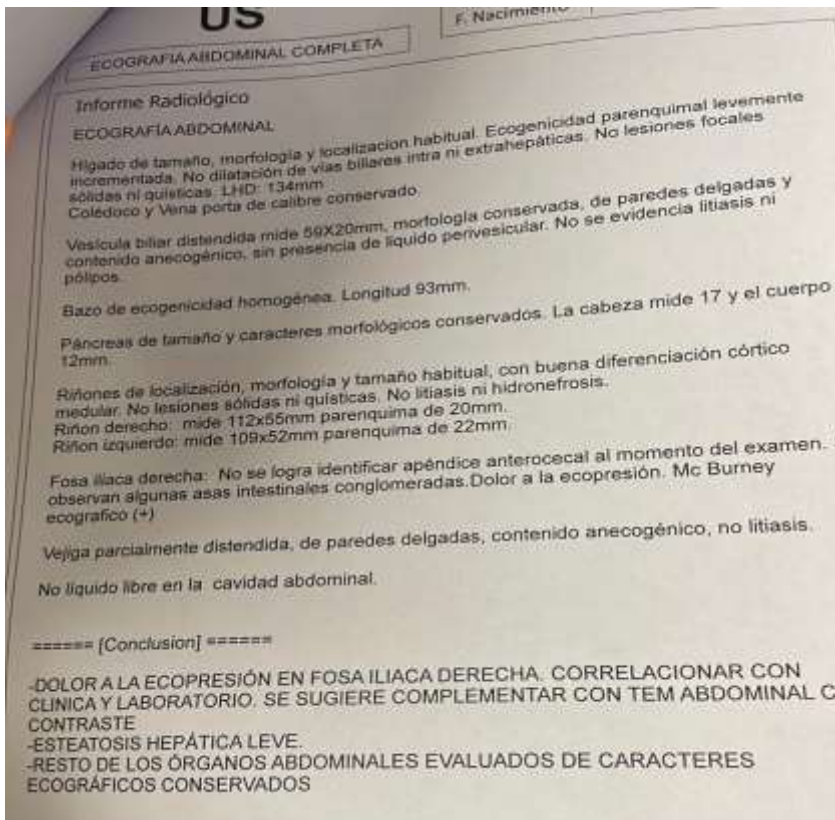 US
F. Nacimiento
ECOGRAFIA ABDOMINAL COMPLETA
Informe Radiológico
ECOGRAFÍA ABDOMINAL
Hígado de tamaño, morfología y localizacion habitual. Ecogenicidad parenquimal levemente
incrementada. No dilatación de vías biliares intra ni extrahepáticas. No lesiones focales
sólidas ni quísticas. LHD: 134mm
Colédoco y Vena porta de calibre conservado.
Vesícula biliar distendida mide 59X20mm, morfología conservada, de paredes delgadas y
contenido anecogénico, sin presencia de líquido perivesicular. No se evidencia litiasis ni
pólipos.
Bazo de ecogenicidad homogénea. Longitud 93mm.
Páncreas de tamaño y caracteres morfológicos conservados. La cabeza mide 17 y el cuerpo
12mm.
Riñones de localización, morfología y tamaño habitual, con buena diferenciación córtico
medular. No lesiones sólidas ni quísticas. No litiasis ni hidronefrosis.
Riñon derecho: mide 112x55mm parenquima de 20mm.
Riñon izquierdo: mide 109x52mm parenquima de 22mm.
Fosa iliaca derecha: No se logra identificar apéndice anterocecal al momento del examen.
observan algunas asas intestinales conglomeradas.Dolor a la ecopresión. Mc Burney
ecografico (+)
Vejiga parcialmente distendida, de paredes delgadas, contenido anecogénico, no litiasis.
No líquido libre en la cavidad abdominal.
====== [Conclusion] ======
-DOLOR A LA ECOPRESIÓN EN FOSA ILIACA DERECHA. CORRELACIONAR CON
CLINICA Y LABORATORIO. SE SUGIERE COMPLEMENTAR CON TEM ABDOMINAL C
CONTRASTE
-ESTEATOSIS HEPÁTICA LEVE.
-RESTO DE LOS ÓRGANOS ABDOMINALES EVALUADOS DE CARACTERES
ECOGRÁFICOS CONSERVADOS